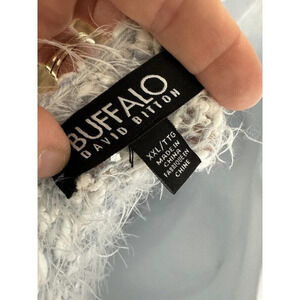 BUFFALO
DAVID BITTON
XXL/TTG
MADE IN
CHINA
FABRIQUÉ EN
CHINE